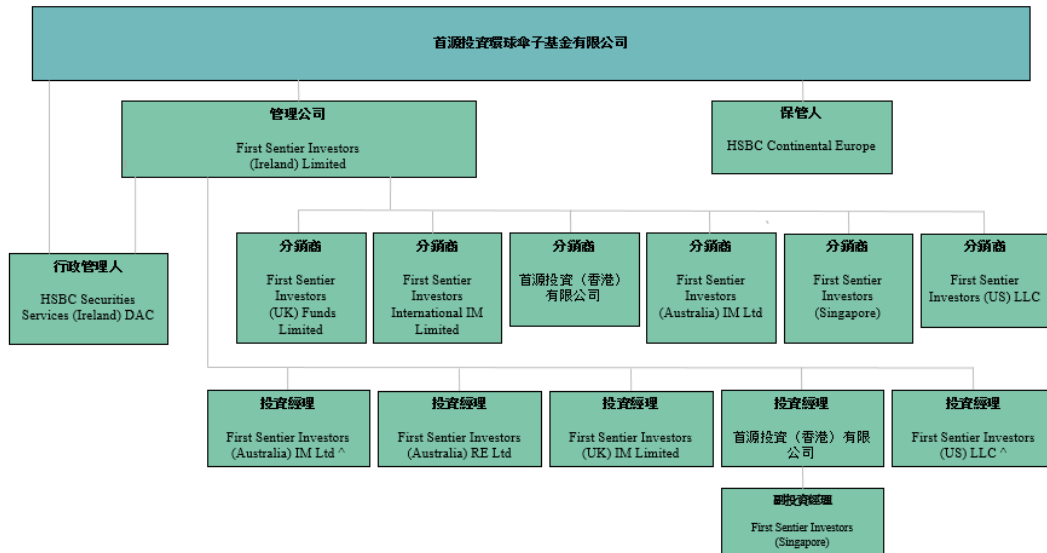 首源投資環球傘子基金有限公司
管理公司
First Sentier Investors
(Ireland) Limited
保管人
HSBC Continental Europe
行政管理人
HSBC Securities
Services (Ireland) DAC
分銷商
First Sentier
Investors
(UK) Funds
Limited
分銷商
First Sentier
Investors
International IM
Limited
分銷商
首源投資（香港）
有限公司
分銷商
First Sentier
Investors
(Australia) IM Ltd
分銷商
First Sentier
Investors
(Singapore)
分銷商
First Sentier
Investors (US) LLC
投資經理
First Sentier Investors
(Australia) IM Ltd ^
投資經理
First Sentier Investors
(Australia) RE Ltd
投資經理
First Sentier Investors
(UK) IM Limited
投資經理
首源投資（香港）有限
公司
投資經理
First Sentier Investors
(US) LLC ^
副投資經理
First Sentier Investors
(Singapore)